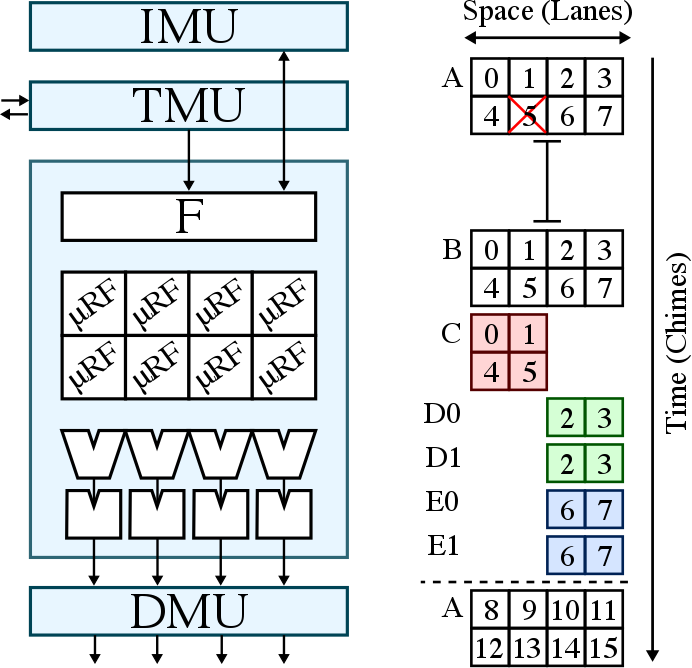 IMU
TMU
F
μRF μRF μRF μRF
μRF μRF μRF μRF
DMU
Space (Lanes)
A 0 1 2 3
4 5 6 7
B 0 1 2 3
4 5 6 7
C 0 1
4 5
D0 2 3
D1 2 3
E0 6 7
E1 6 7
A 8 9 10 11
12 13 14 15
Time (Chimes)